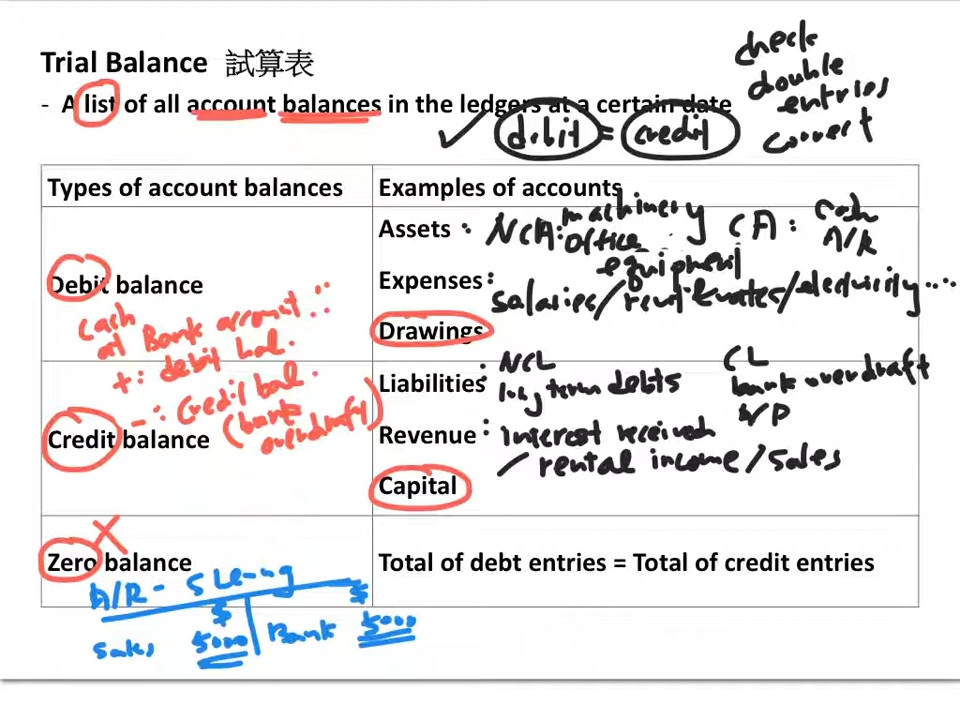 Trial Balance 試算表
- A list of all account balances in the ledgers at a certain date
check
double
entries
correct
✓ debit = credit
Types of account balances
Examples of accounts
Debit balance
cash
at Bank account
+: debit bal.
-: credit bal.
(bank
overdraft)
Assets : NCA: machinery
office
equipment
CA : cash
A/R
Expenses: salaries/rent & rates/electricity....
Drawings
Credit balance
Liabilities: NCL
long term debts
CL
bank overdraft
A/P
Revenue: interest received
/ rental income / sales
Capital
Zero balance
X
Total of debt entries = Total of credit entries
A/R -
$ $
Sales 5000 Bank 5000